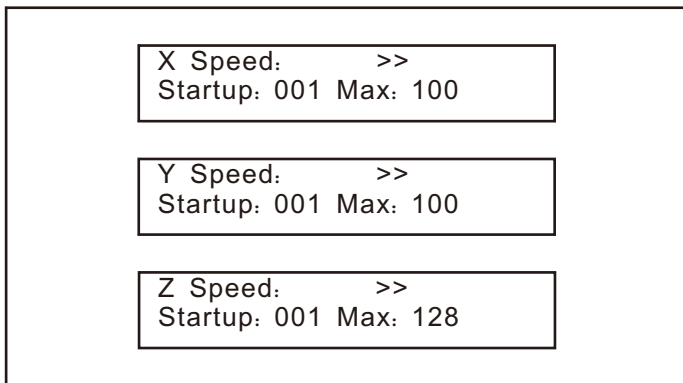 X Speed： >>
Startup：001 Max：100
Y Speed： >>
Startup：001 Max：100
Z Speed： >>
Startup：001 Max：128